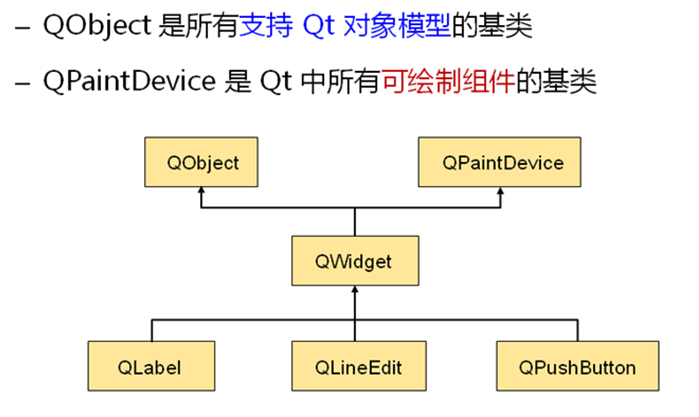 – QObject 是所有支持 Qt 对象模型的基类
– QPaintDevice 是 Qt 中所有可绘制组件的基类
QObject
QPaintDevice
QWidget
QLabel
QLineEdit
QPushButton